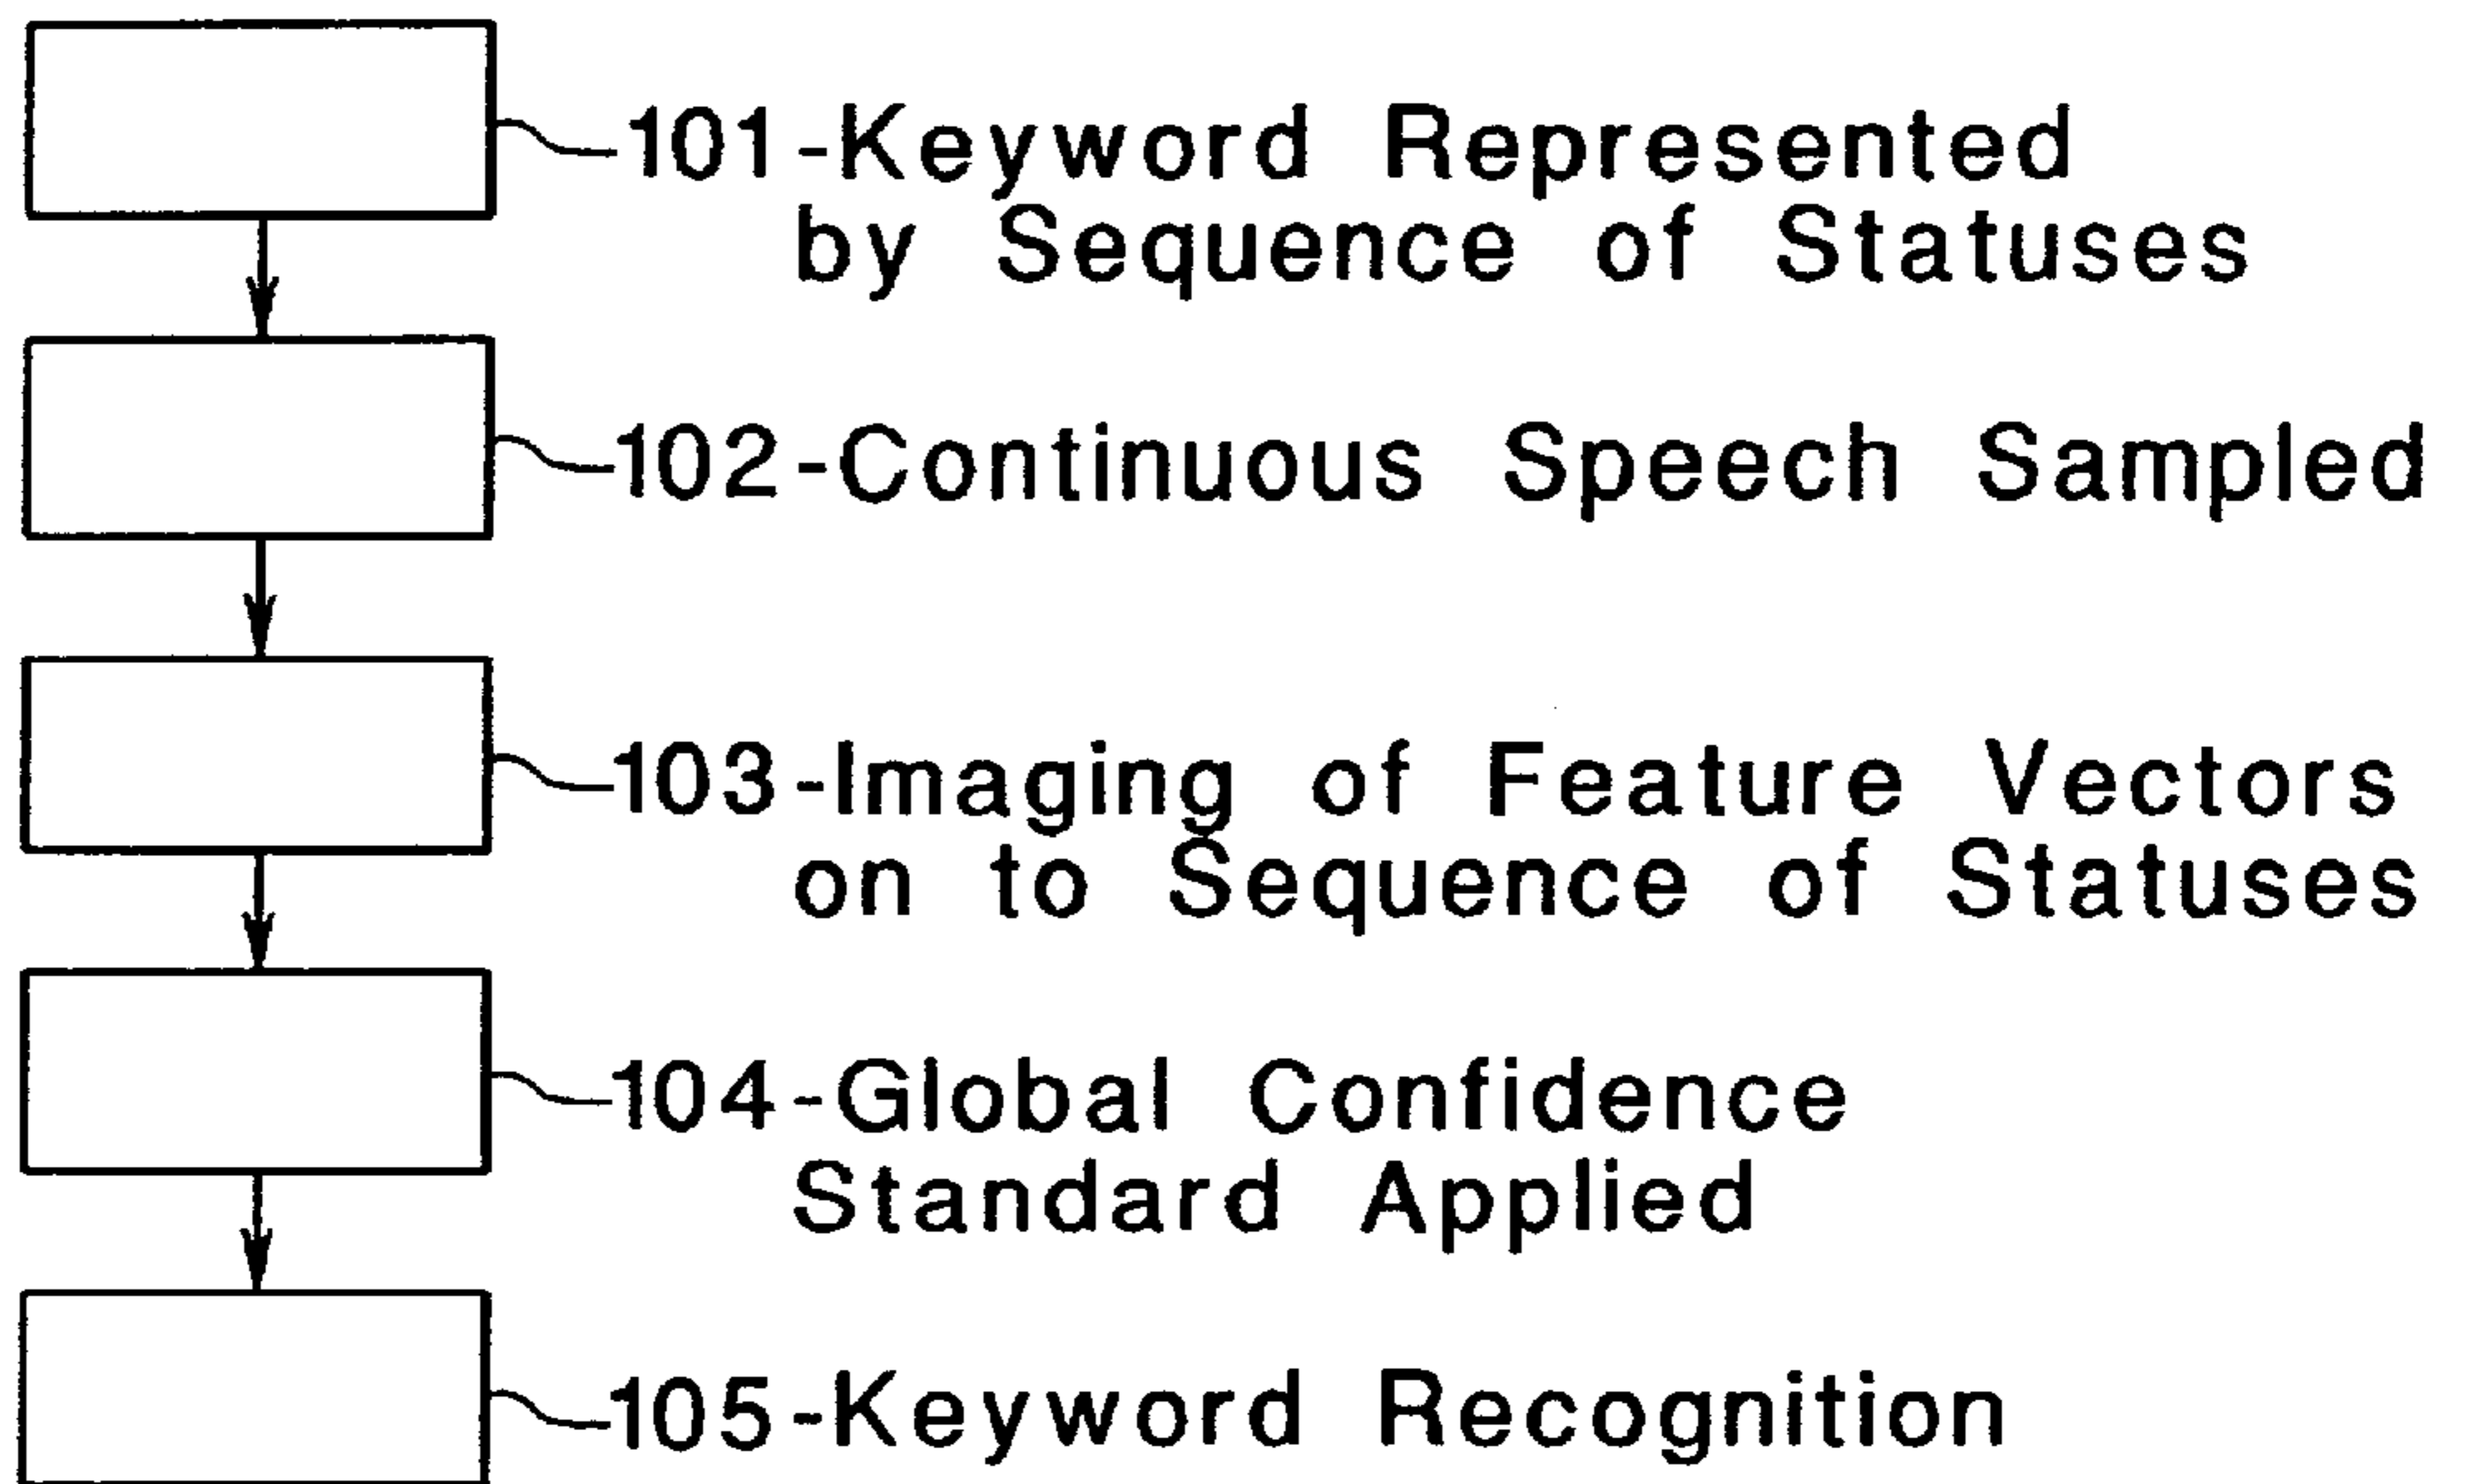 101-Keyword Represented
by Sequence of Statuses
102-Continuous Speech Sampled
103-Imaging of Feature Vectors
on to Sequence of Statuses
104-Global Confidence
Standard Applied
105-Keyword Recognition